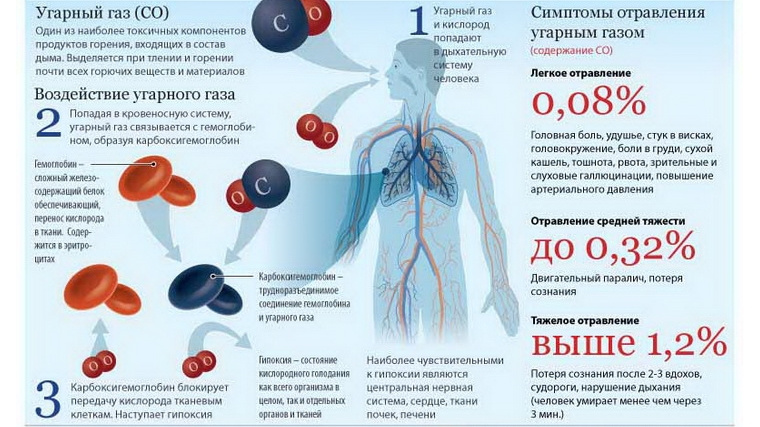 Угарный газ (CO)
Один из наиболее токсичных компонентов
продуктов горения, входящих в состав
дыма. Выделяется при тлении и горении
почти всех горючих веществ и материалов
C O
O O
1
Угарный газ
и кислород
попадают
в дыхательную
систему
человека
Воздействие угарного газа
2
Попадая в кровеносную систему,
угарный газ связывается с гемоглоби-
ном, образуя карбоксигемоглобин
Гемоглобин –
сложный железо-
содержащий белок
обеспечивающий,
перенос кислорода
в ткани. Содер-
жится в эритро-
цитах
O C
Карбоксигемоглобин –
трудноразъединимое
соединение гемоглобина
и угарного газа
O O
O O
3
Карбоксигемоглобин блокирует
передачу кислорода тканевым
клеткам. Наступает гипоксия
Гипоксия – состояние
кислородного голодания
как всего организма в
целом, так и отдельных
органов и тканей
Наиболее чувствительными
к гипоксии являются
центральная нервная
система, сердце, ткани
почек, печени
Симптомы отравления
угарным газом
(содержание CO)
Легкое отравление
0,08%
Головная боль, удушье, стук в висках,
головокружение, боли в груди, сухой
кашель, тошнота, рвота, зрительные и
слуховые галлюцинации, повышение
артериального давления
Отравление средней тяжести
до 0,32%
Двигательный паралич, потеря
сознания
Тяжелое отравление
выше 1,2%
Потеря сознания после 2-3 вдохов,
судороги, нарушение дыхания
(человек умирает менее чем через
3 мин.)